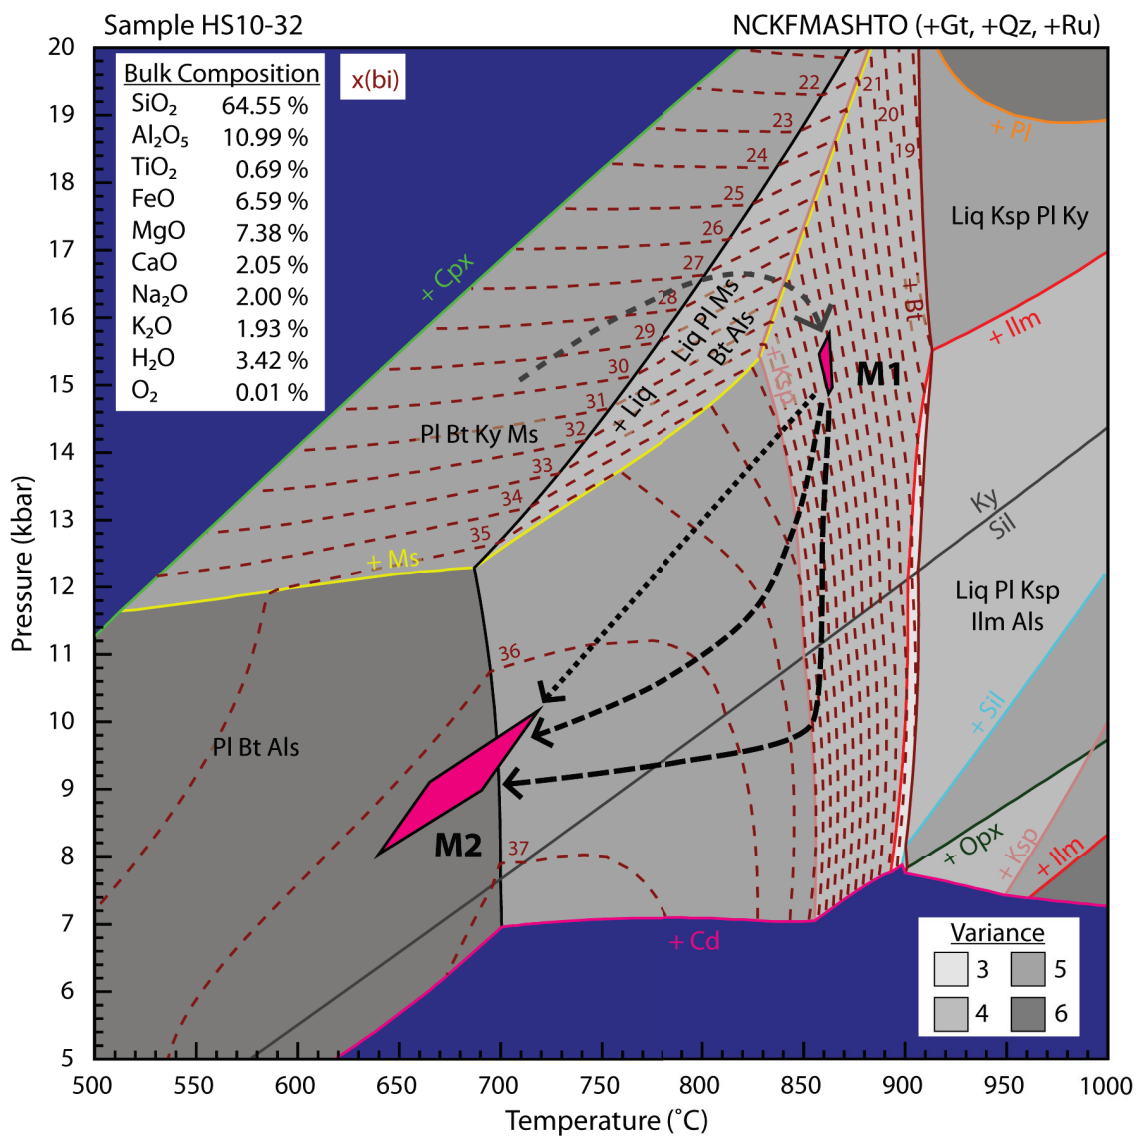 Sample HS10-32
NCKFMASHTO (+Gt, +Qz, +Ru)
Bulk Composition
SiO₂ 64.55 %
Al₂O₅ 10.99 %
TiO₂ 0.69 %
FeO 6.59 %
MgO 7.38 %
CaO 2.05 %
Na₂O 2.00 %
K₂O 1.93 %
H₂O 3.42 %
O₂ 0.01 %
x(bi)
22
21
20
19
23
24
25
26
27
28
29
30
31
32
33
34
35
36
37
+ Cpx
+ Pl
Liq Ksp Pl Ky
+ Ilm
+ Bt
Liq Pl Ms
Bt Als
+ Ksp
M1
+ Liq
Pl Bt Ky Ms
+ Ms
Ky
Sil
Liq Pl Ksp
Ilm Als
+ Sil
Pl Bt Als
M2
+ Opx
+ Ksp
+ Ilm
+ Cd
Variance
3 5
4 6
Pressure (kbar)
20
19
18
17
16
15
14
13
12
11
10
9
8
7
6
5
500 550 600 650 700 750 800 850 900 950 1000
Temperature (˚C)